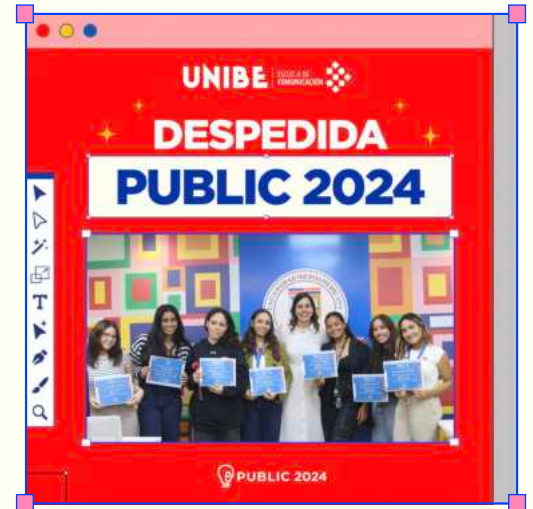 UNIBE
ESCUELA DE
COMUNICACIÓN
DESPEDIDA
PUBLIC 2024
T
PUBLIC 2024